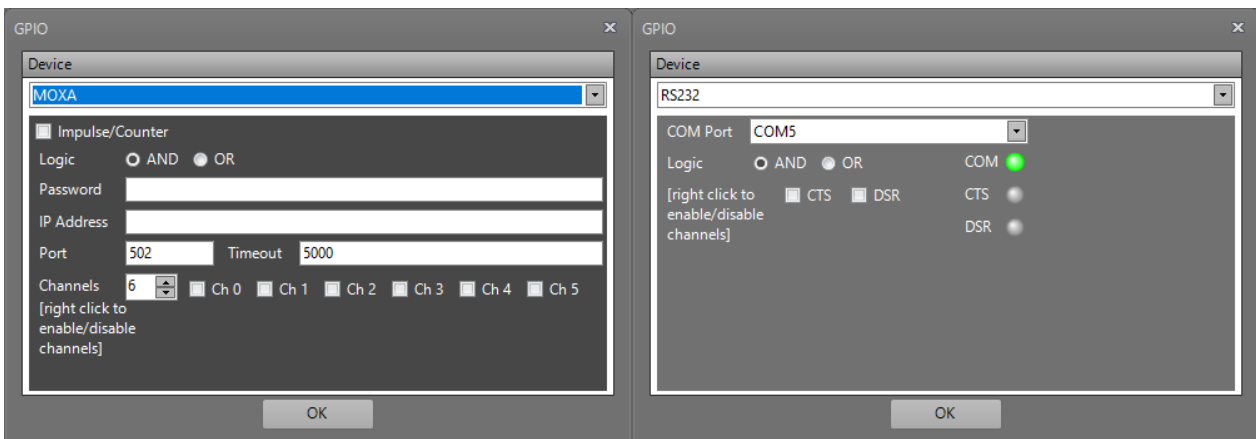 GPIO x
Device
MOXA
Impulse/Counter
Logic AND OR
Password
IP Address
Port 502 Timeout 5000
Channels 6 Ch 0 Ch 1 Ch 2 Ch 3 Ch 4 Ch 5
[right click to
enable/disable
channels]
OK
GPIO x
Device
RS232
COM Port COM5
Logic AND OR COM
[right click to CTS DSR CTS
enable/disable
channels] DSR
OK